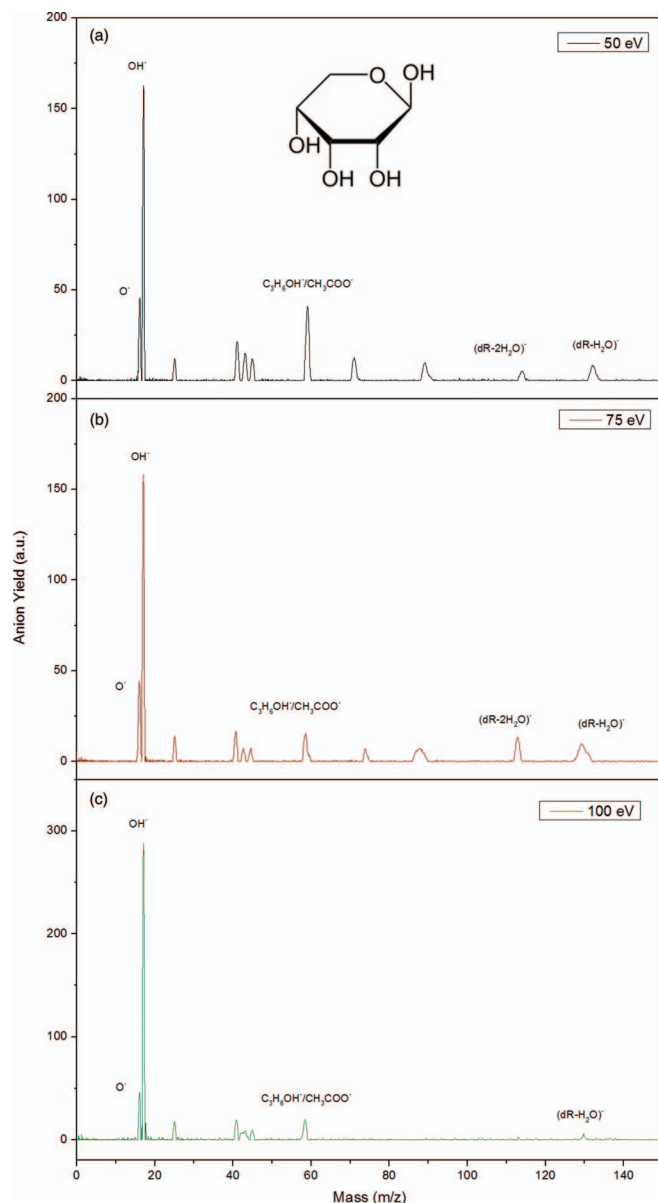 200
(a)
50 eV
OH⁻
O
OH
150
OH
OH
OH
100
C₃H₆OH⁻/CH₃COO⁻
50
O⁻
(dR-2H₂O)⁻
(dR-H₂O)⁻
0
200
(b)
75 eV
OH⁻
150
100
50
O⁻
C₃H₆OH⁻/CH₃COO⁻
(dR-2H₂O)⁻
(dR-H₂O)⁻
0
Anion Yield (a.u.)
(c)
100 eV
OH⁻
300
200
100
O⁻
C₃H₆OH⁻/CH₃COO⁻
(dR-H₂O)⁻
0
0 20 40 60 80 100 120 140
Mass (m/z)